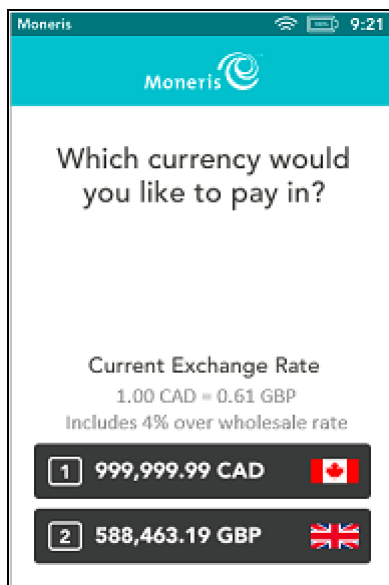 Moneris 9:21
Moneris
Which currency would
you like to pay in?
Current Exchange Rate
1.00 CAD = 0.61 GBP
Includes 4% over wholesale rate
1 999,999.99 CAD
2 588,463.19 GBP